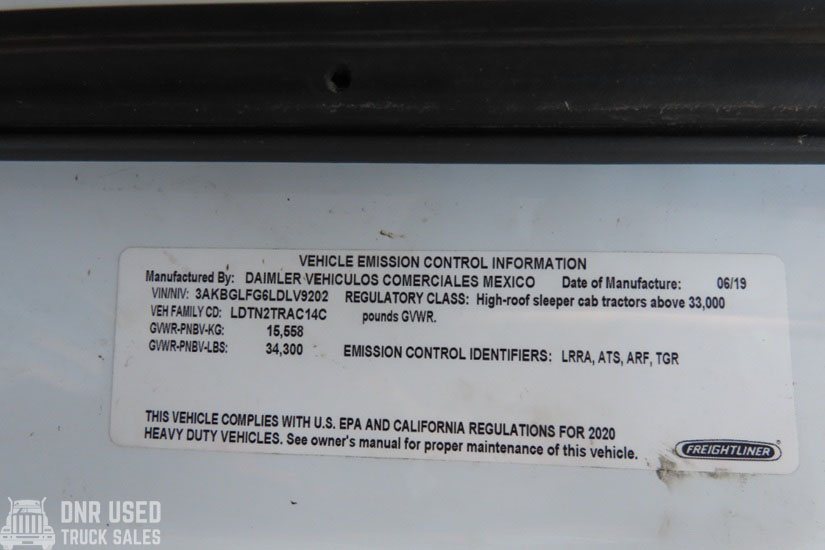 VEHICLE EMISSION CONTROL INFORMATION
Manufactured By: DAIMLER VEHICULOS COMERCIALES MEXICO Date of Manufacture: 06/19
VIN/NIV: 3AKBGLFG6LDLV9202 REGULATORY CLASS: High-roof sleeper cab tractors above 33,000
VEH FAMILY CD: LDTN2TRAC14C pounds GVWR.
GVWR-PNBV-KG: 15,558
GVWR-PNBV-LBS: 34,300 EMISSION CONTROL IDENTIFIERS: LRRA, ATS, ARF, TGR
THIS VEHICLE COMPLIES WITH U.S. EPA AND CALIFORNIA REGULATIONS FOR 2020
HEAVY DUTY VEHICLES. See owner's manual for proper maintenance of this vehicle.
FREIGHTLINER
DNR USED
TRUCK SALES